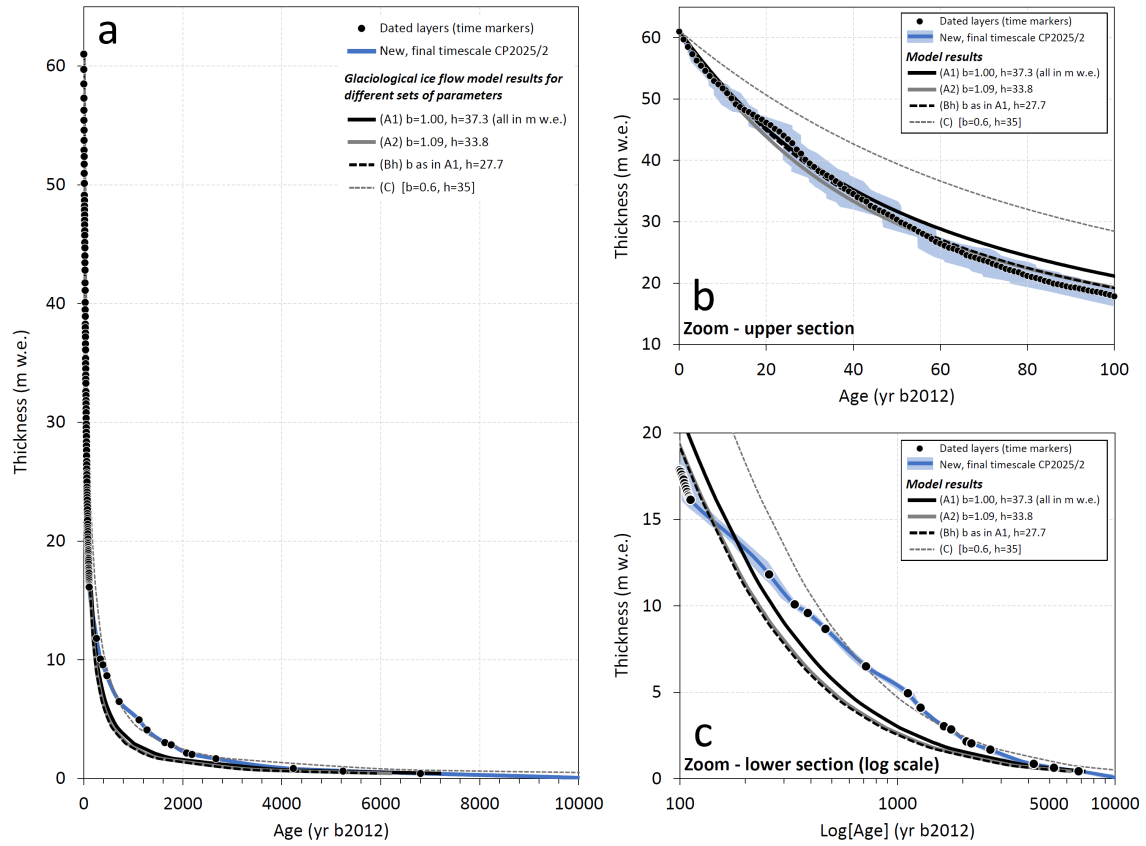 a
Dated layers (time markers)
New, final timescale CP2025/2
Glaciological ice flow model results for
different sets of parameters
(A1) b=1.00, h=37.3 (all in m w.e.)
(A2) b=1.09, h=33.8
(Bh) b as in A1, h=27.7
(C) [b=0.6, h=35]
Thickness (m w.e.)
60
50
40
30
20
10
0
0 2000 4000 6000 8000 10000
Age (yr b2012)
Dated layers (time markers)
New, final timescale CP2025/2
Model results
(A1) b=1.00, h=37.3 (all in m w.e.)
(A2) b=1.09, h=33.8
(Bh) b as in A1, h=27.7
(C) [b=0.6, h=35]
Thickness (m w.e.)
60
50
40
30
20
10
b
Zoom - upper section
0 20 40 60 80 100
Age (yr b2012)
Dated layers (time markers)
New, final timescale CP2025/2
Model results
(A1) b=1.00, h=37.3 (all in m w.e.)
(A2) b=1.09, h=33.8
(Bh) b as in A1, h=27.7
(C) [b=0.6, h=35]
Thickness (m w.e.)
20
15
10
5
0
c
Zoom - lower section (log scale)
100 1000 5000 10000
Log[Age] (yr b2012)